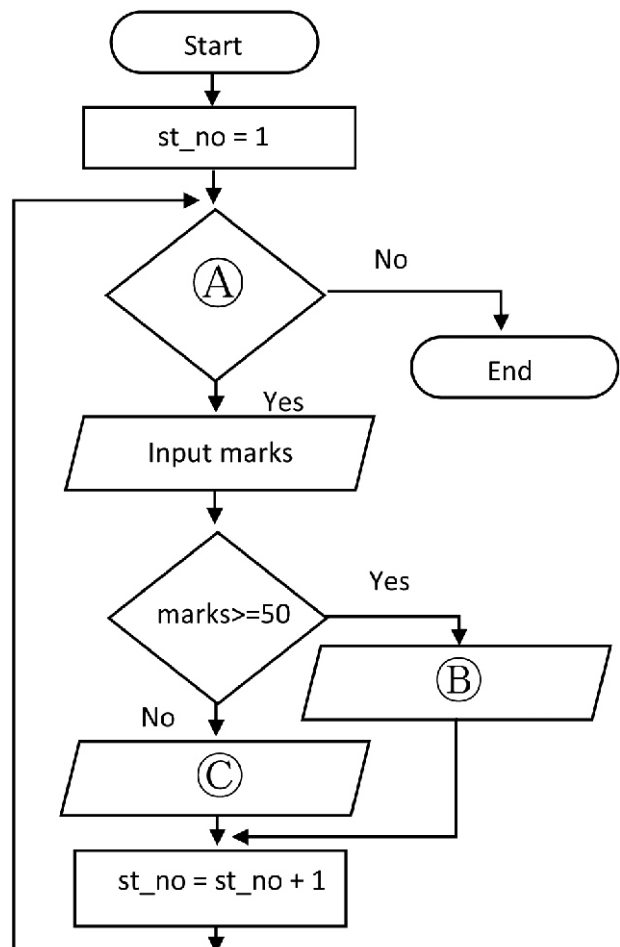 Start
st_no = 1
Ⓐ
No
End
Yes
Input marks
marks>=50
Yes
Ⓑ
No
Ⓒ
st_no = st_no + 1